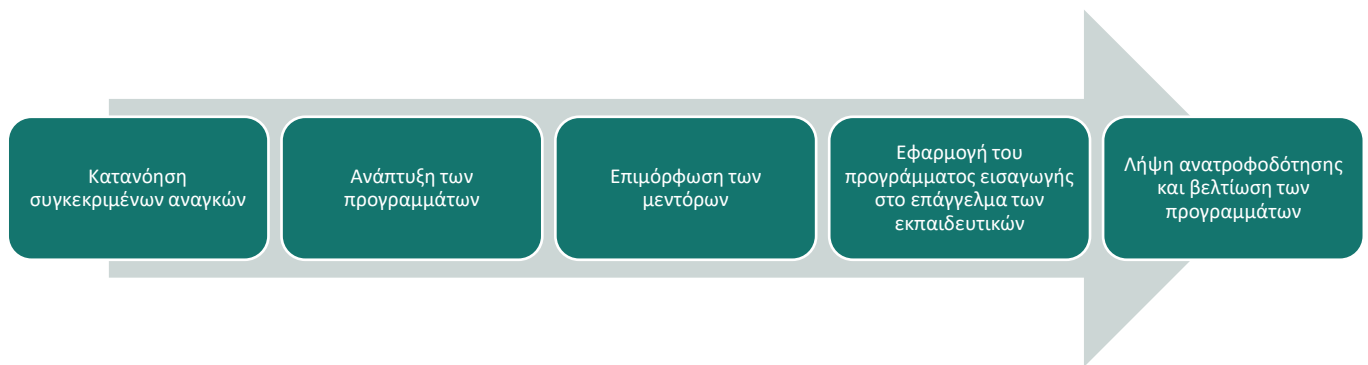 Κατανόηση
συγκεκριμένων αναγκών
Ανάπτυξη των
προγραμμάτων
Επιμόρφωση των
μεντόρων
Εφαρμογή του
προγράμματος εισαγωγής
στο επάγγελμα των
εκπαιδευτικών
Λήψη ανατροφοδότησης
και βελτίωση των
προγραμμάτων